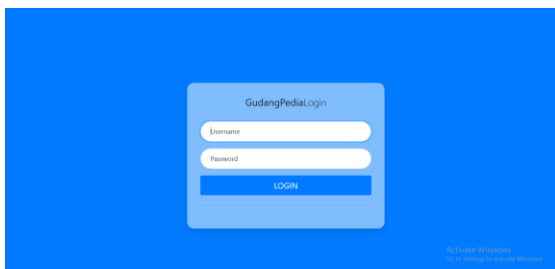 GudangPediaLogin
Username
Password
LOGIN
Activate Windows
Go to Settings to activate Windows.